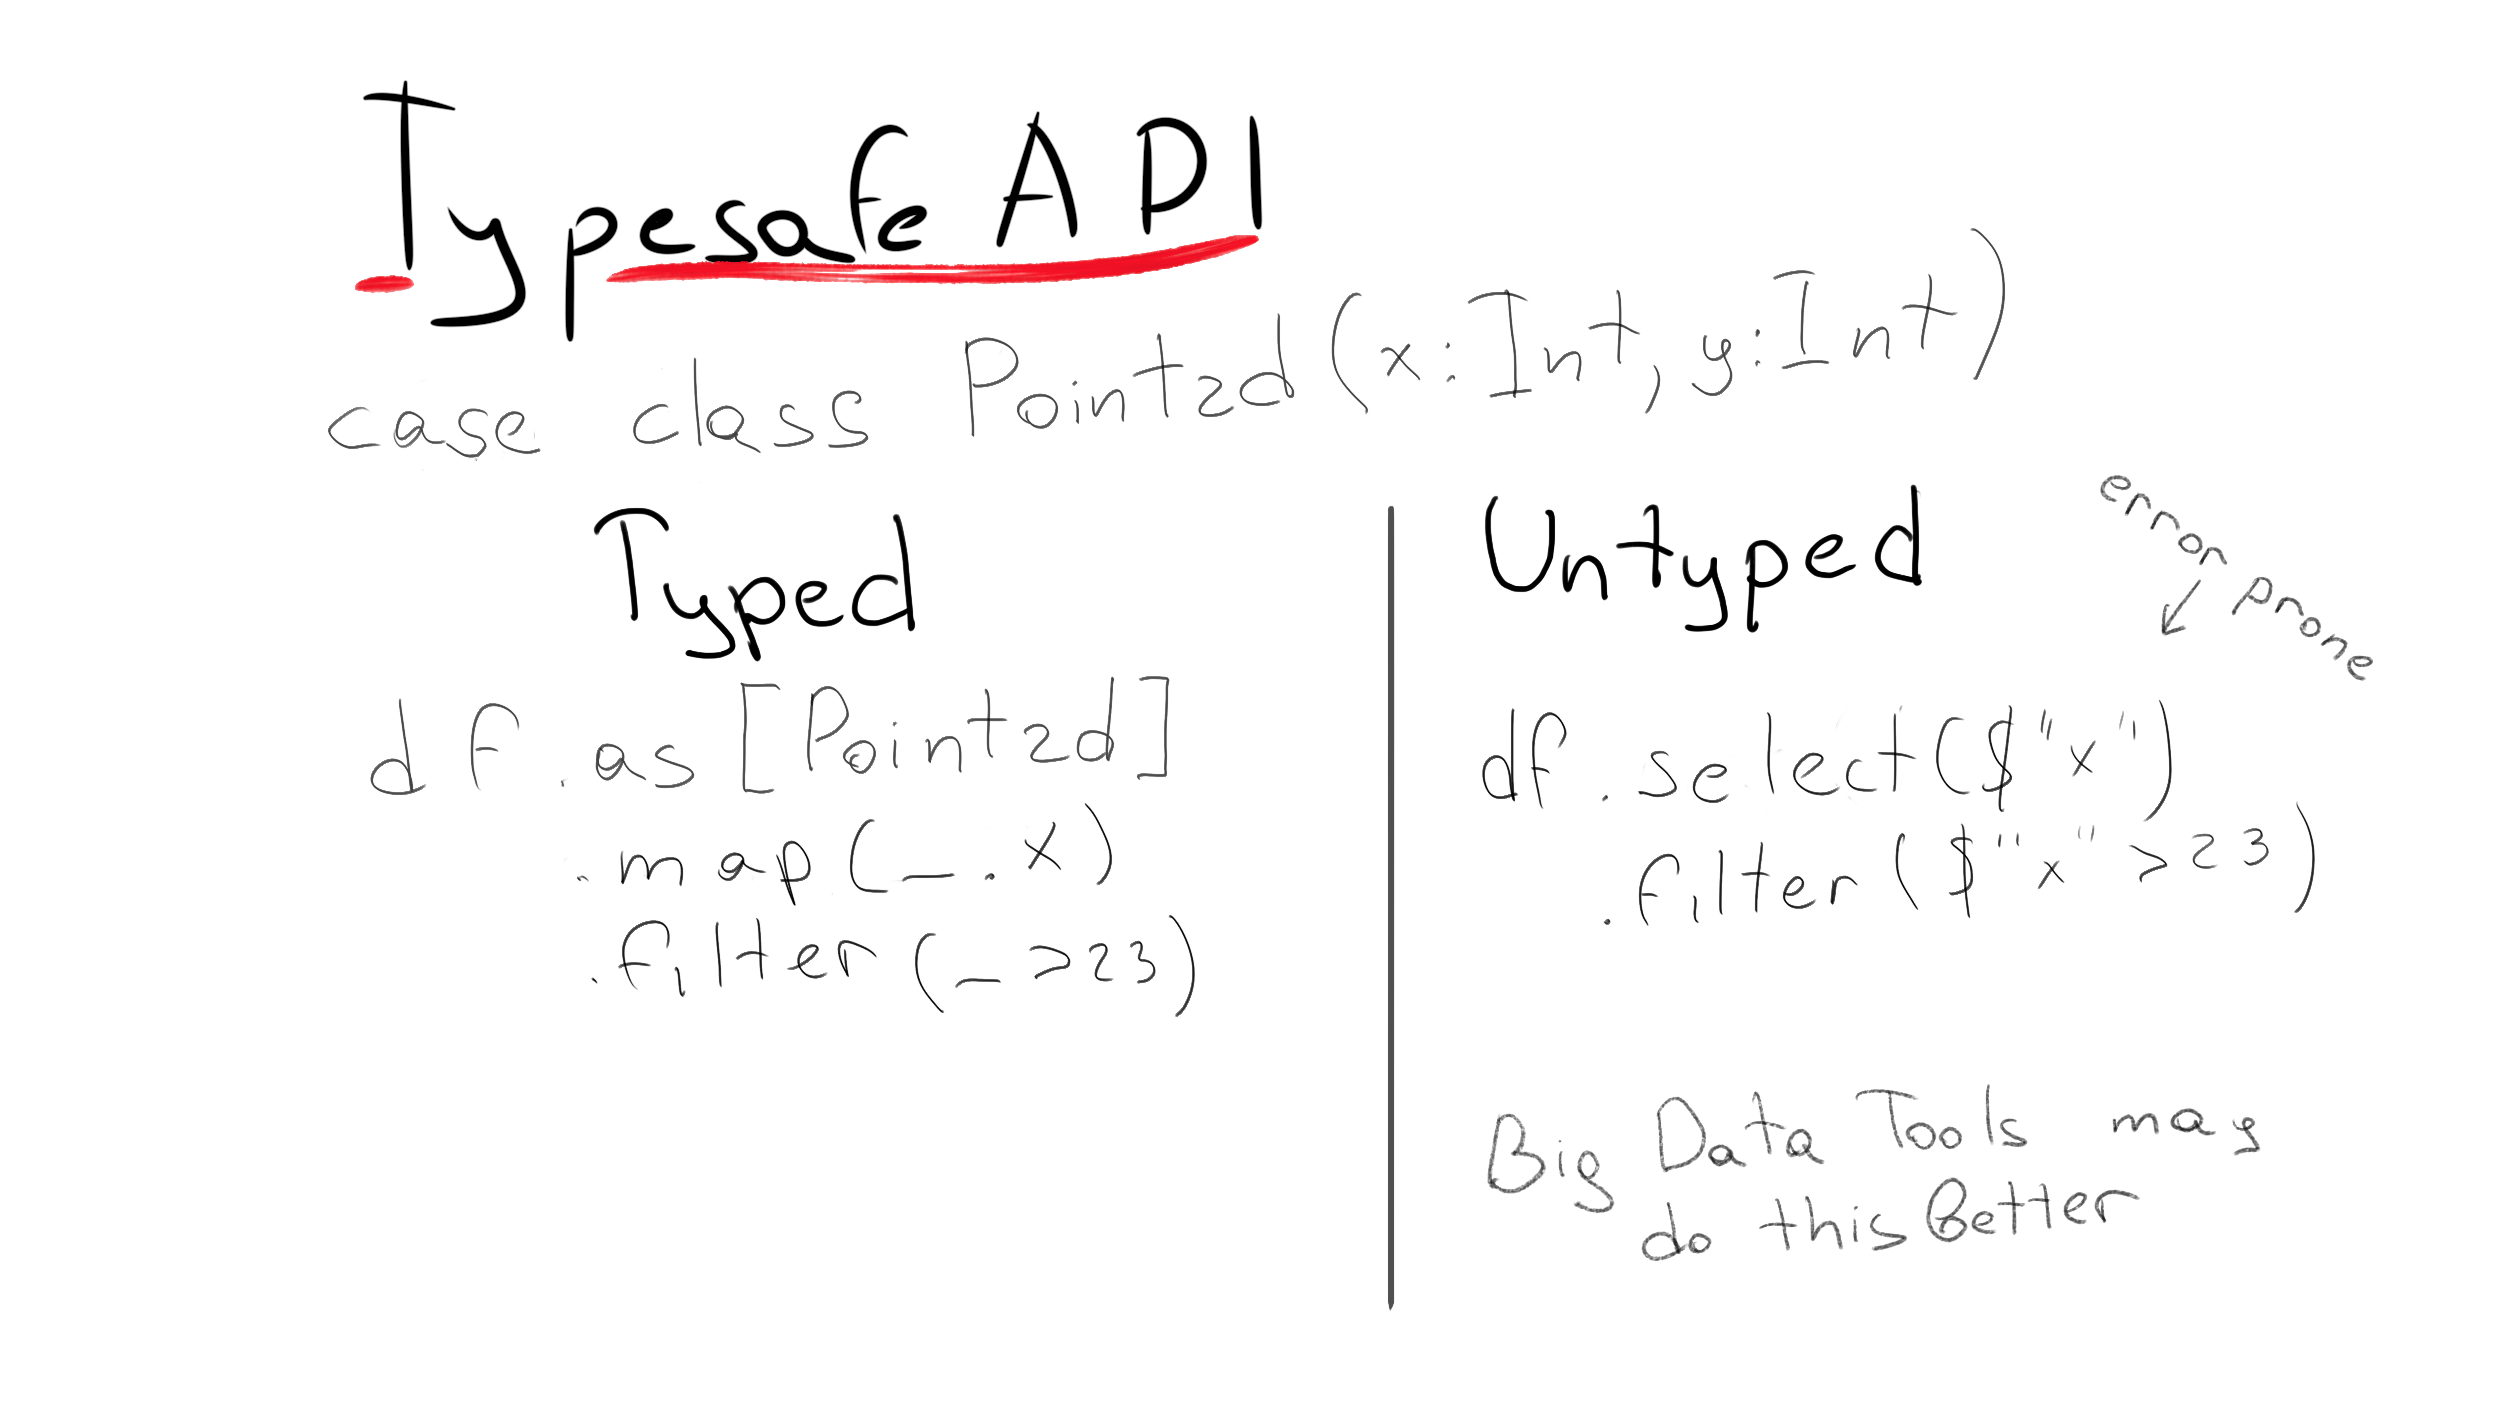 Typesafe API
case class Point2d(x:Int, y:Int)
Typed
df.as[Point2d]
.map(_.x)
.filter(_>23)
Untyped
error prone
df.select($"x")
.filter($"x">23)
Big Data Tools may
do this Better